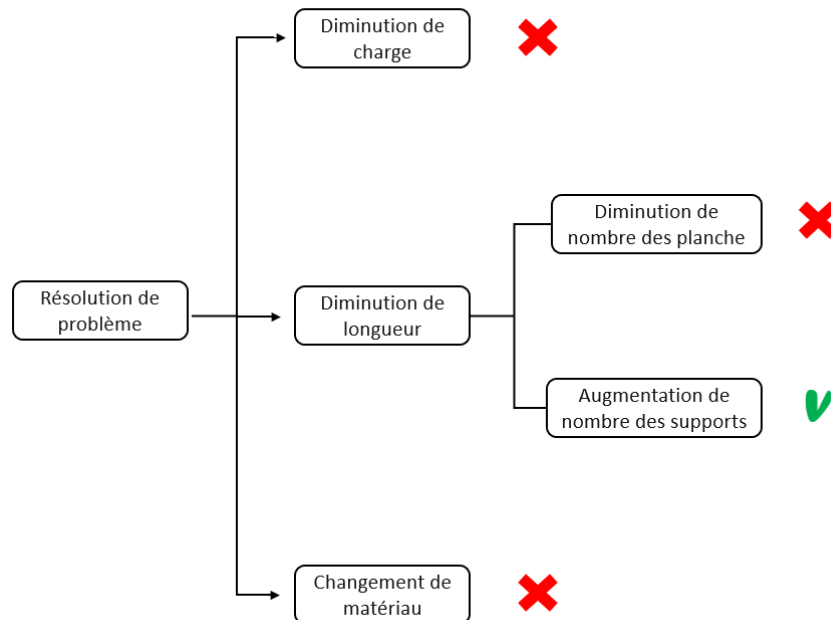 Diminution de
charge
Diminution de
nombre des planche
Résolution de
problème
Diminution de
longueur
Augmentation de
nombre des supports
Changement de
matériau